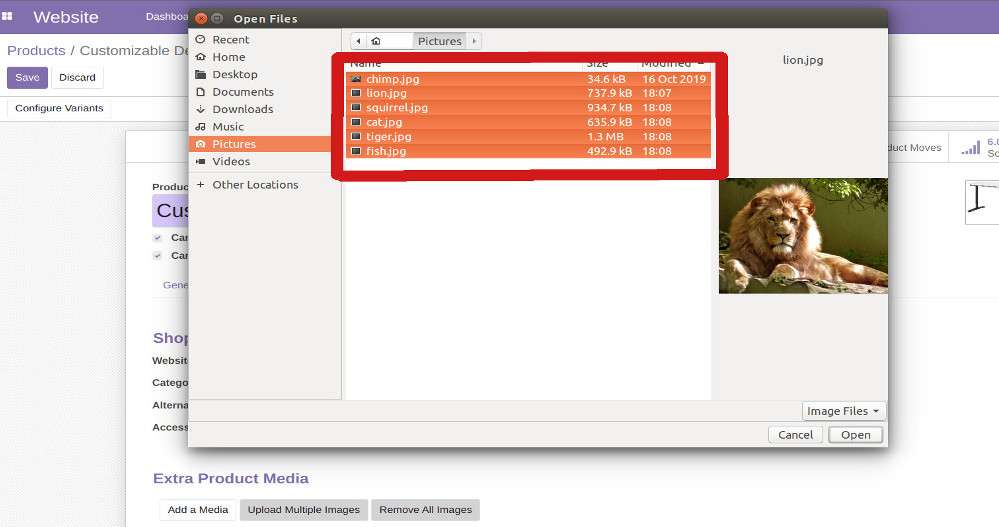 Website Dashboa
Products / Customizable De
Save Discard
Configure Variants
Open Files
Recent
Home
Desktop
Documents
Downloads
Music
Pictures
Videos
Other Locations
Pictures
Name Size Modified
chimp.jpg 34.6 kB 16 Oct 2019
lion.jpg 737.9 kB 18:07
squirrel.jpg 934.7 kB 18:08
cat.jpg 635.9 kB 18:08
tiger.jpg 1.3 MB 18:08
fish.jpg 492.9 kB 18:08
lion.jpg
Image Files
Cancel Open
duct Moves
6.0
So
Produc
Cus
Can
Can
Gene
Shop
Website
Catego
Alterna
Access
Extra Product Media
Add a Media Upload Multiple Images Remove All Images